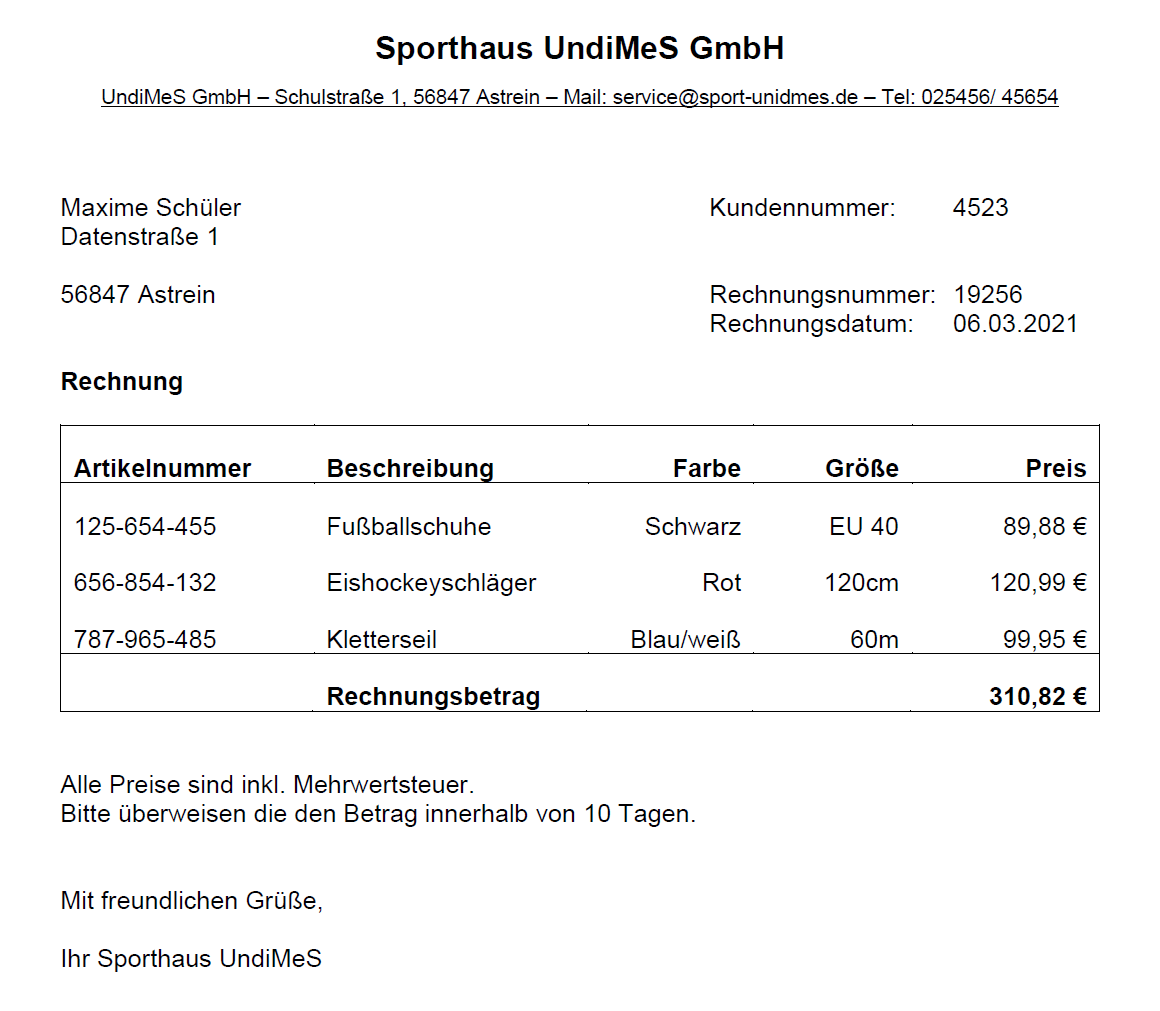 Sporthaus UndiMeS GmbH
UndiMeS GmbH – Schulstraße 1, 56847 Astrein – Mail: service@sport-unidmes.de – Tel: 025456/ 45654
Maxime Schüler Kundennummer: 4523
Datenstraße 1
56847 Astrein Rechnungsnummer: 19256
Rechnungsdatum: 06.03.2021
Rechnung
Artikelnummer Beschreibung Farbe Größe Preis
125-654-455 Fußballschuhe Schwarz EU 40 89,88 €
656-854-132 Eishockeyschläger Rot 120cm 120,99 €
787-965-485 Kletterseil Blau/weiß 60m 99,95 €
Rechnungsbetrag 310,82 €
Alle Preise sind inkl. Mehrwertsteuer.
Bitte überweisen die den Betrag innerhalb von 10 Tagen.
Mit freundlichen Grüße,
Ihr Sporthaus UndiMeS